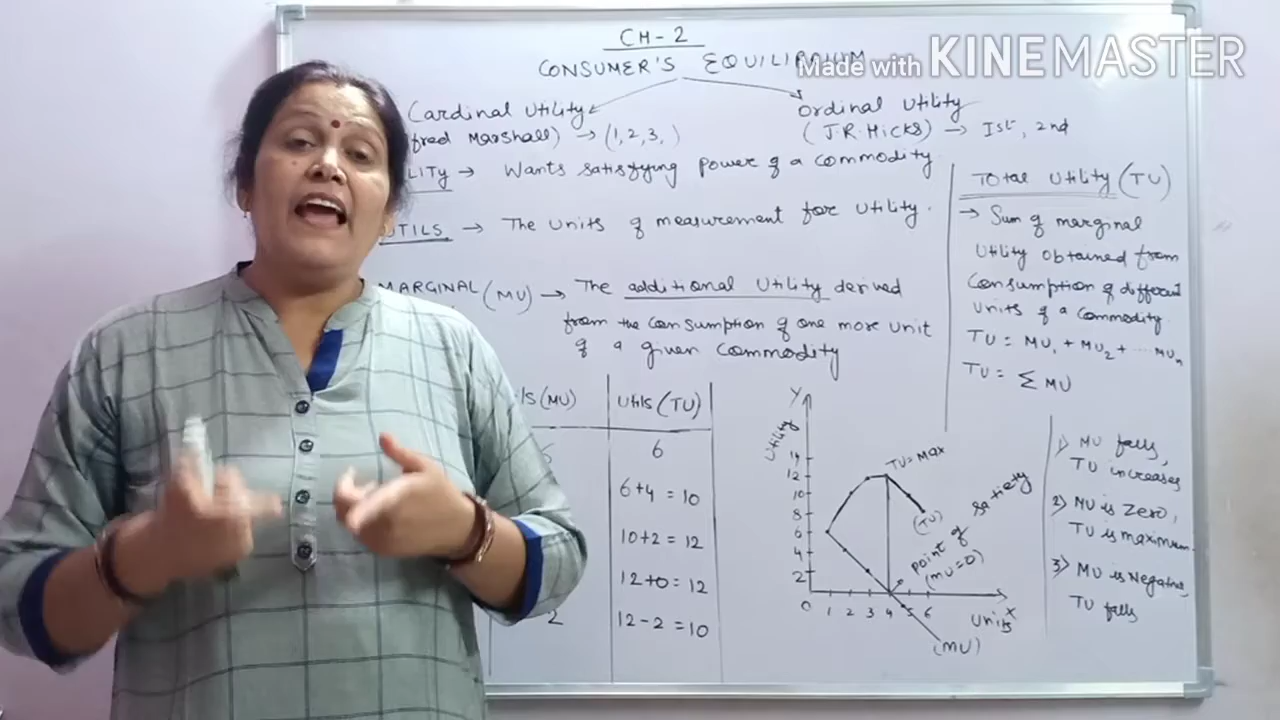 CH-2
CONSUMER'S EQUILIBRIUM
Made with KINEMASTER
Cardinal Utility
Ordinal Utility
fred Marshall) → (1, 2, 3, )
(J.R. Hicks) → Ist, 2nd
LITy → Wants satisfying power of a commodity
UTILS → The units of measurement for utility.
MARGINAL (MU) → The additional utility derived
from the consumption of one more unit
of a given commodity
Total Utility (TU)
→ Sum of marginal
utility obtained from
consumption of different
units of a commodity
TU = MU1 + MU2 + ... MUn
TU = Σ MU
ls (MU) Utils (TU)
6 6
6+4 = 10
10+2 = 12
12+0 = 12
2 12-2 = 10
Y
Utility
14
12
10
8
6
4
2
0 1 2 3 4 5 6
X
Units
TU = Max
(TU)
Point of satiety
(MU=0)
(MU)
1) MU falls,
TU increases
2) MU is zero,
TU is maximum
3) MU is Negative,
TU falls